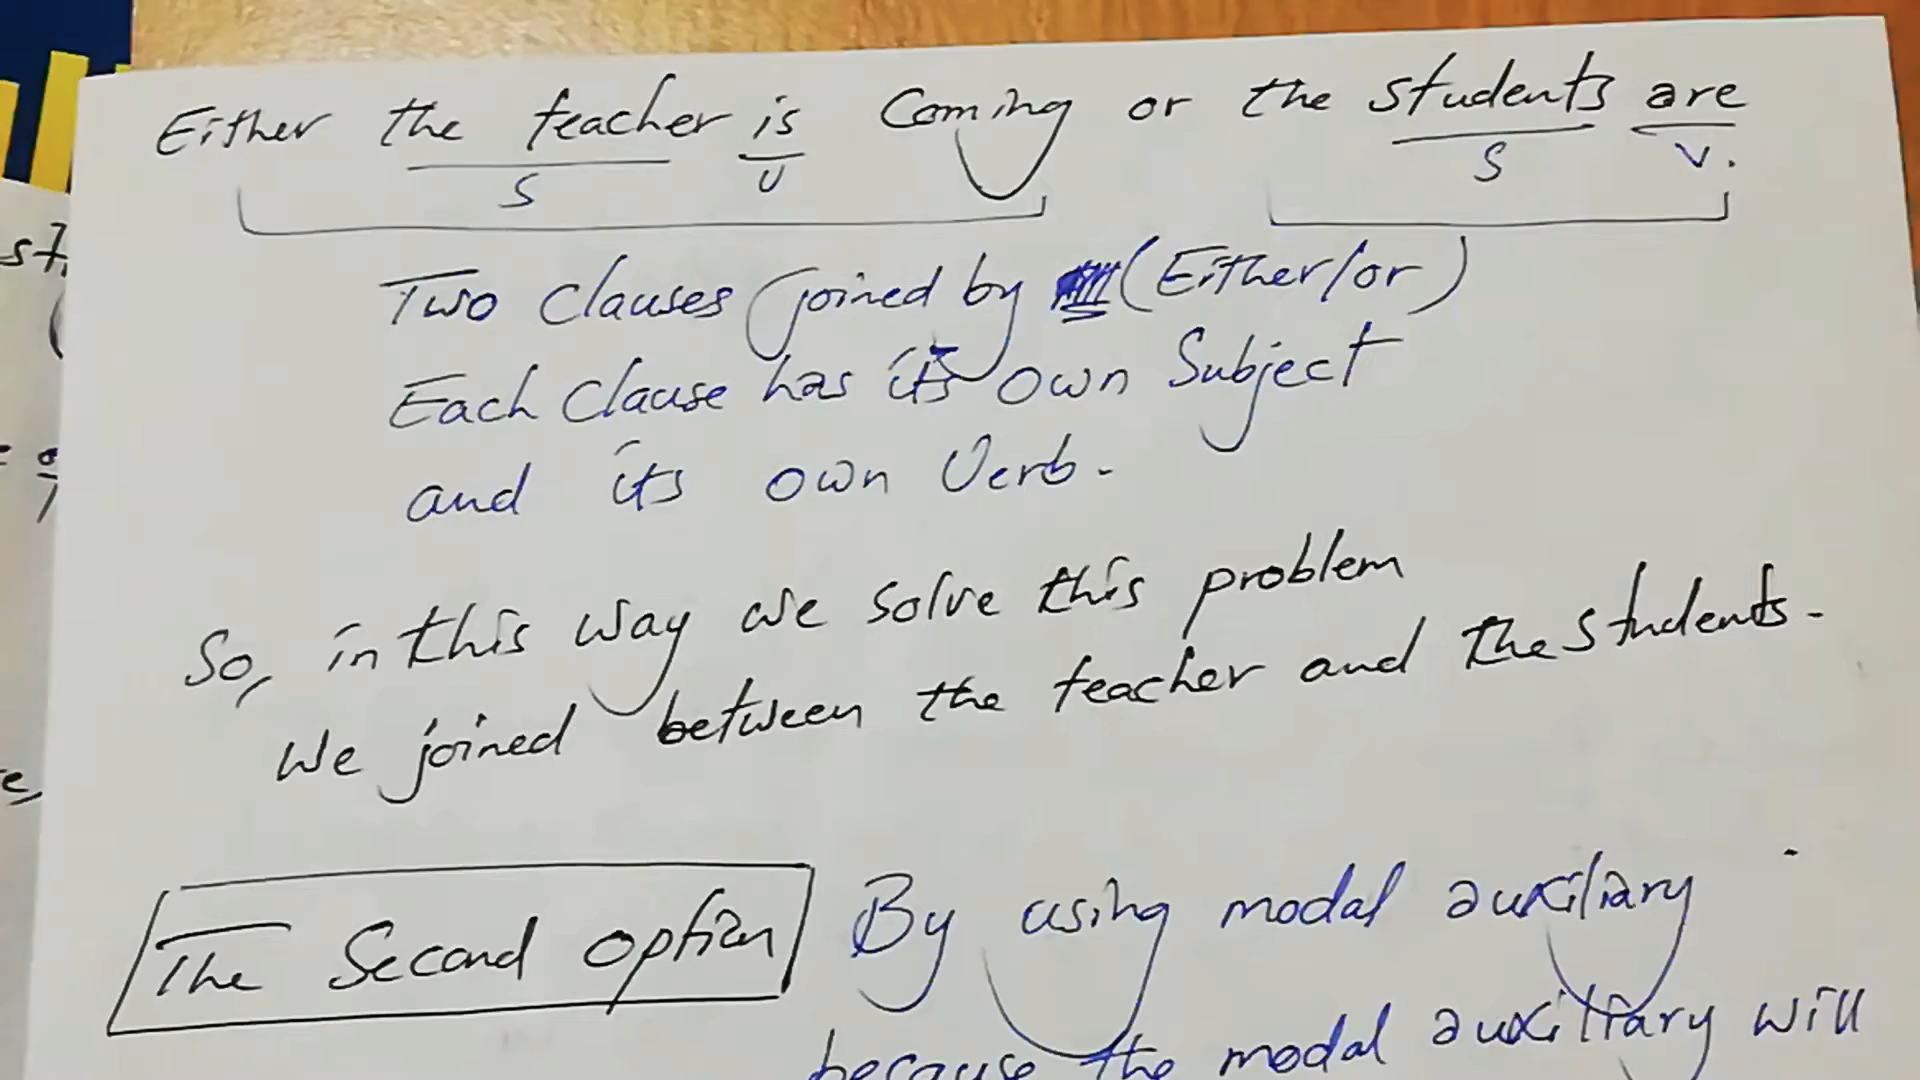 Either the teacher is Coming or the students are
S V S V.
Two Clauses joined by (Either/or)
Each Clause has its own Subject
and its own Verb.
So, in this way we solve this problem
We joined between the teacher and the students.
The Second option By using modal auxiliary
because the modal auxiliary will